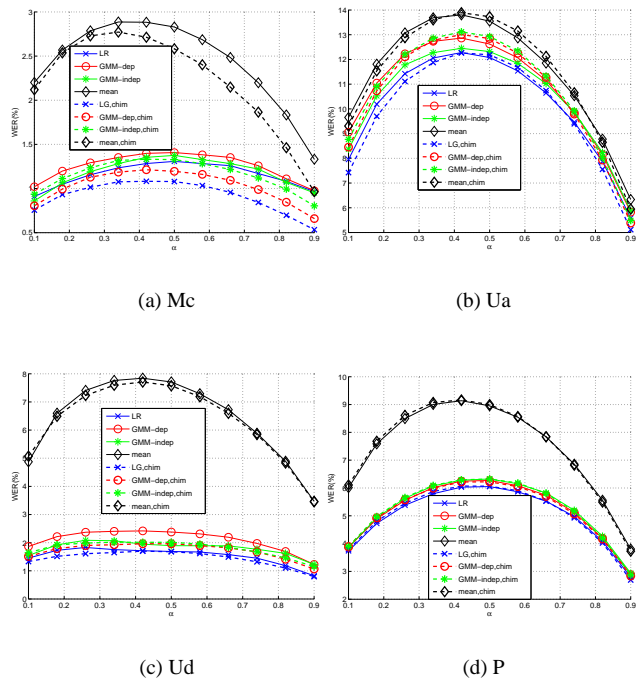 3
2.5
2
1.5
1
0.5
WER(%)
LR
GMM-dep
GMM-indep
mean
LG,chim
GMM-dep,chim
GMM-indep,chim
mean,chim
0.1 0.2 0.3 0.4 0.5 0.6 0.7 0.8 0.9
α
(a) Mc
14
13
12
11
10
9
8
7
6
5
WER(%)
LR
GMM-dep
GMM-indep
mean
LG,chim
GMM-dep,chim
GMM-indep,chim
mean,chim
0.1 0.2 0.3 0.4 0.5 0.6 0.7 0.8 0.9
α
(b) Ua
8
7
6
5
4
3
2
1
0
WER(%)
LR
GMM-dep
GMM-indep
mean
LG,chim
GMM-dep,chim
GMM-indep,chim
mean,chim
0.1 0.2 0.3 0.4 0.5 0.6 0.7 0.8 0.9
α
(c) Ud
10
9
8
7
6
5
4
3
2
WER(%)
LR
GMM-dep
GMM-indep
mean
LG,chim
GMM-dep,chim
GMM-indep,chim
mean,chim
0.1 0.2 0.3 0.4 0.5 0.6 0.7 0.8 0.9
α
(d) P